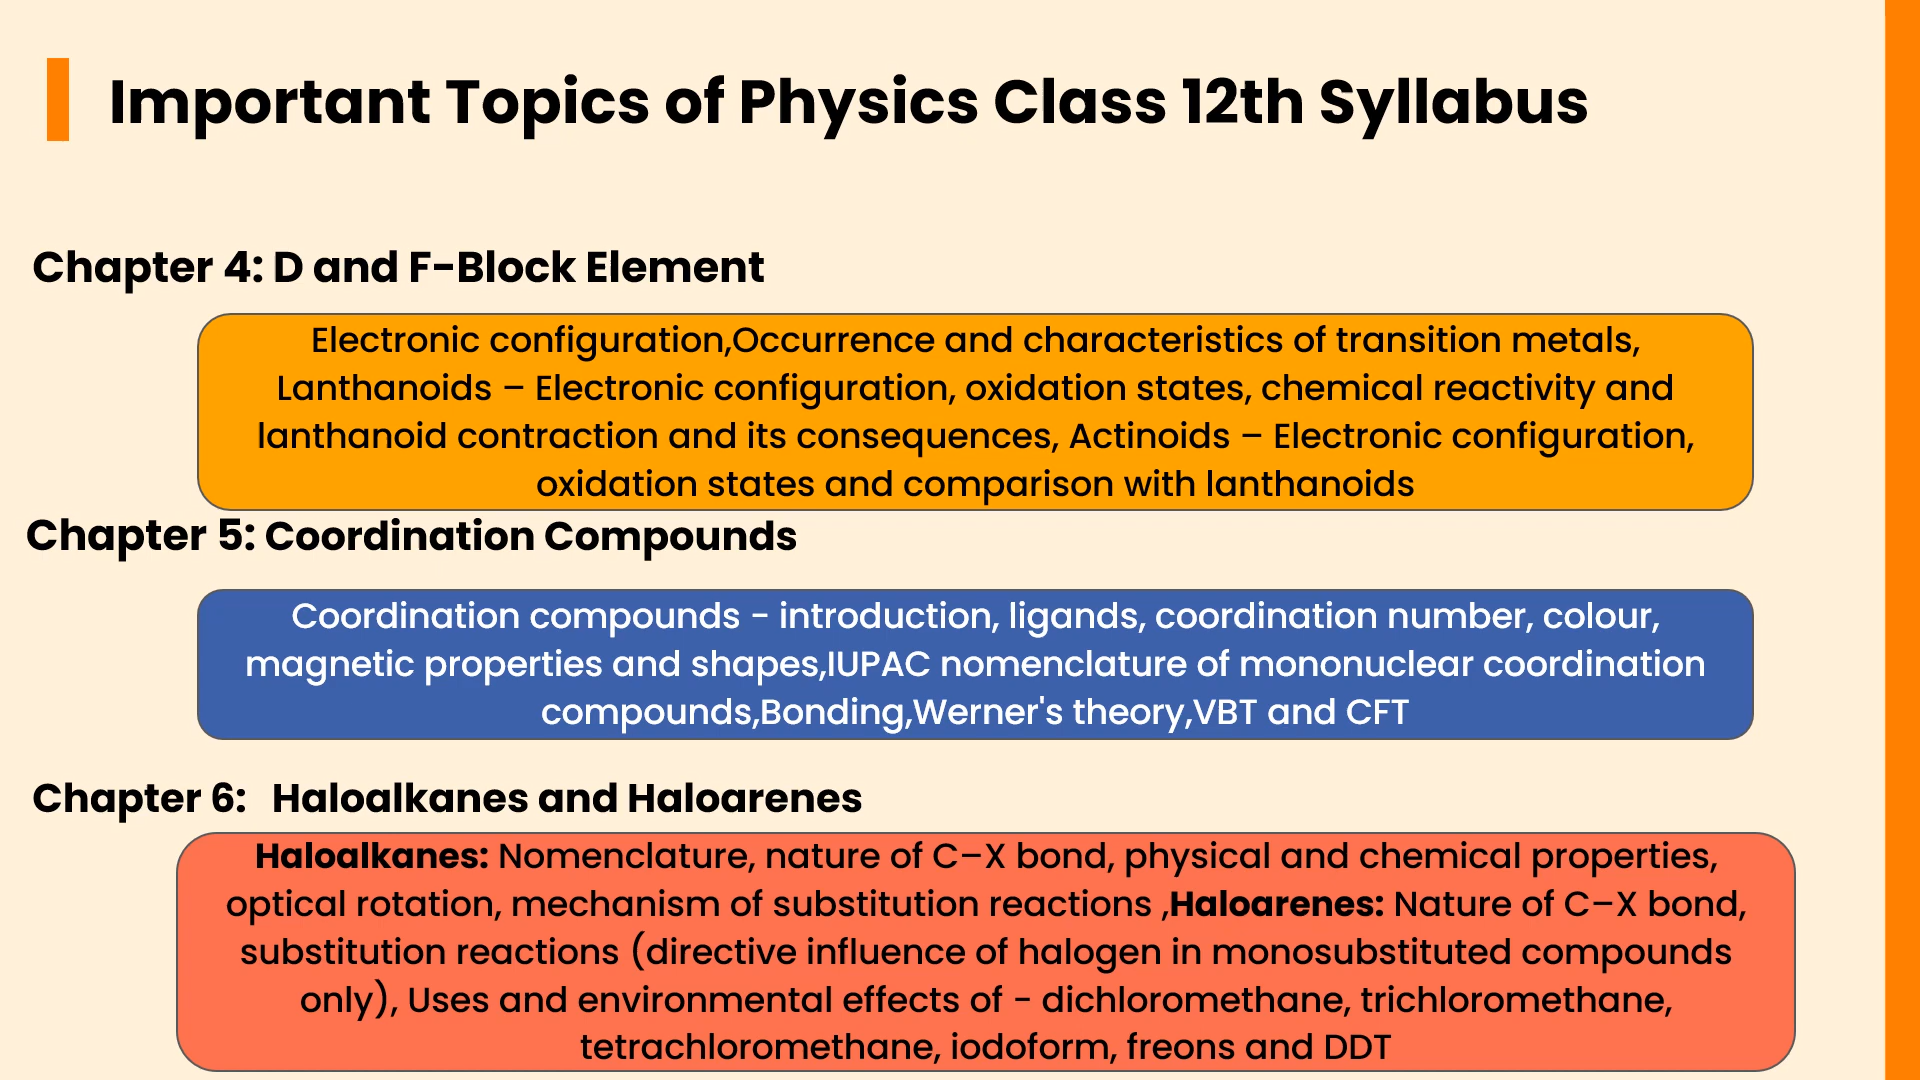 Important Topics of Physics Class 12th Syllabus
Chapter 4: D and F-Block Element
Electronic configuration,Occurrence and characteristics of transition metals,
Lanthanoids – Electronic configuration, oxidation states, chemical reactivity and
lanthanoid contraction and its consequences, Actinoids – Electronic configuration,
oxidation states and comparison with lanthanoids
Chapter 5: Coordination Compounds
Coordination compounds - introduction, ligands, coordination number, colour,
magnetic properties and shapes,IUPAC nomenclature of mononuclear coordination
compounds,Bonding,Werner's theory,VBT and CFT
Chapter 6: Haloalkanes and Haloarenes
Haloalkanes: Nomenclature, nature of C–X bond, physical and chemical properties,
optical rotation, mechanism of substitution reactions ,Haloarenes: Nature of C–X bond,
substitution reactions (directive influence of halogen in monosubstituted compounds
only), Uses and environmental effects of - dichloromethane, trichloromethane,
tetrachloromethane, iodoform, freons and DDT